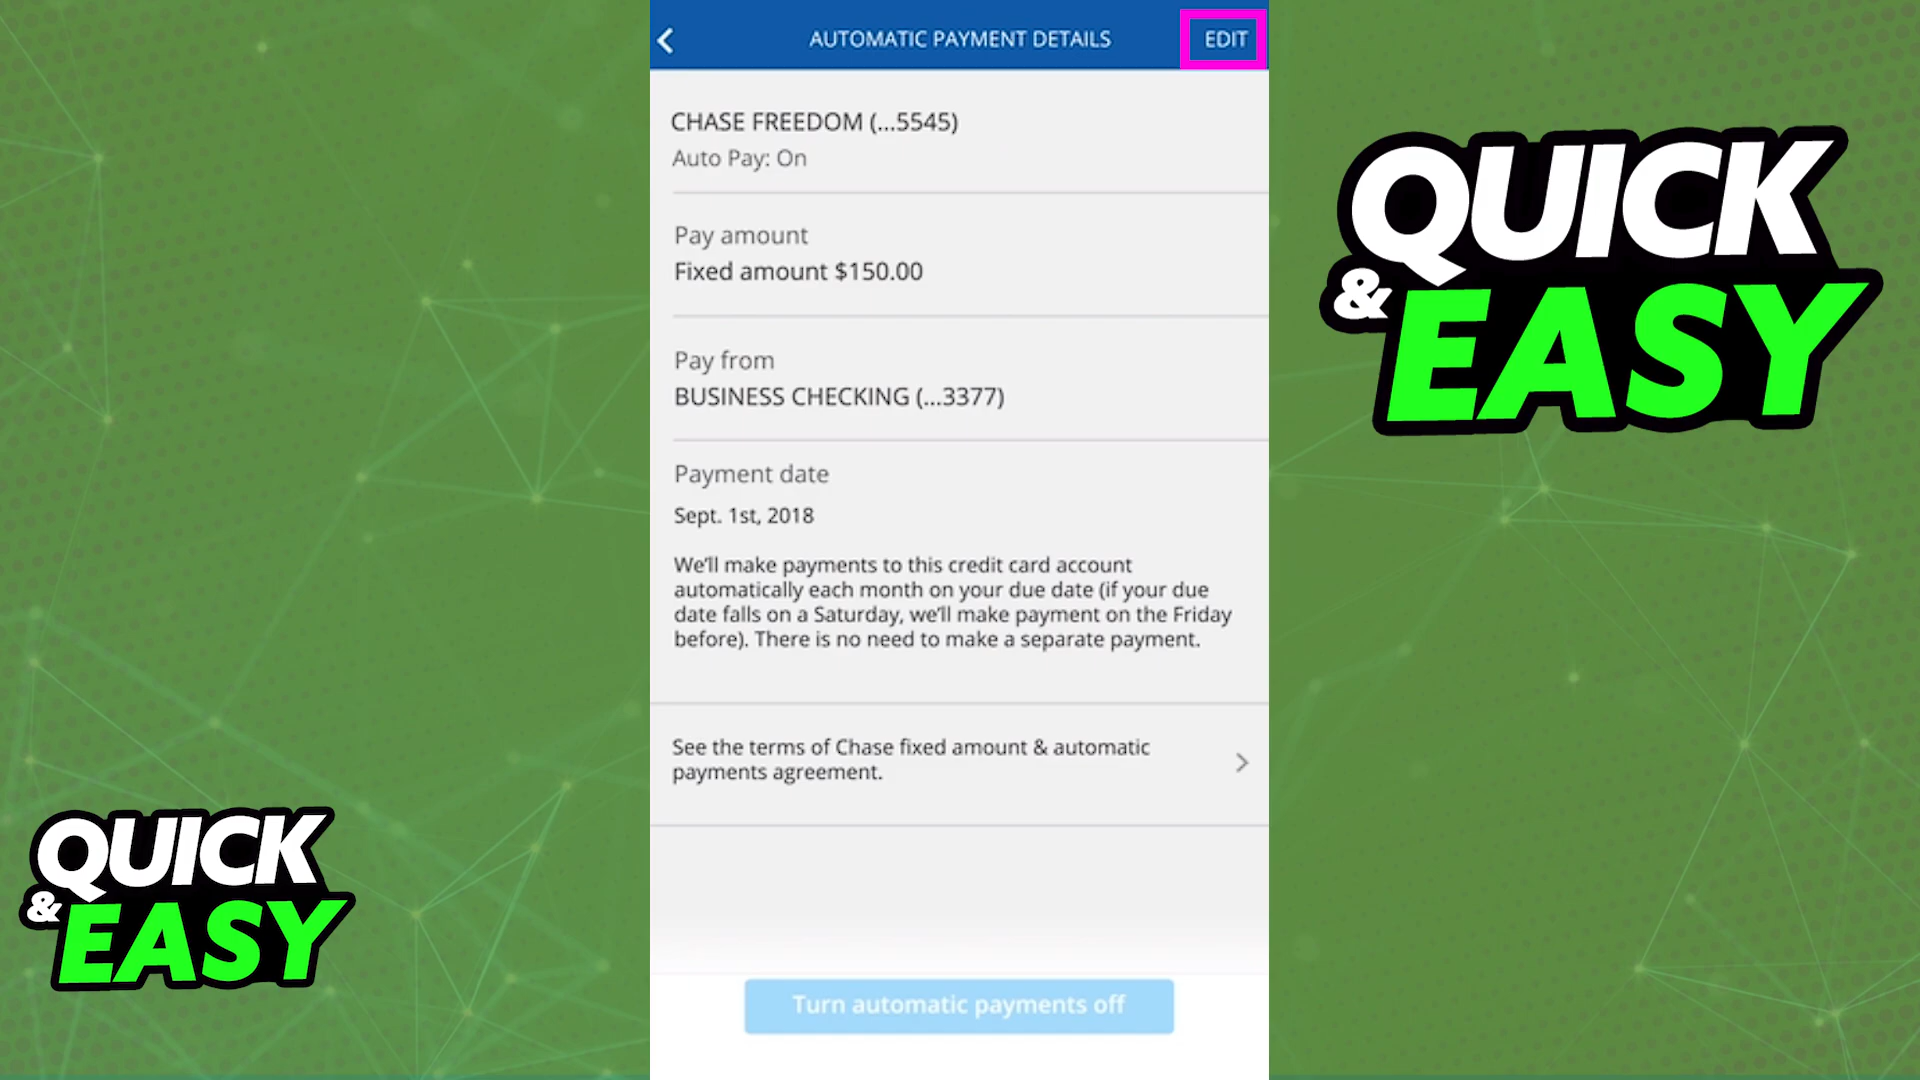 AUTOMATIC PAYMENT DETAILS
EDIT
CHASE FREEDOM (...5545)
Auto Pay: On
Pay amount
Fixed amount $150.00
Pay from
BUSINESS CHECKING (...3377)
Payment date
Sept. 1st, 2018
We'll make payments to this credit card account
automatically each month on your due date (if your due
date falls on a Saturday, we'll make payment on the Friday
before). There is no need to make a separate payment.
See the terms of Chase fixed amount & automatic
payments agreement.
Turn automatic payments off
QUICK
& EASY
QUICK
& EASY